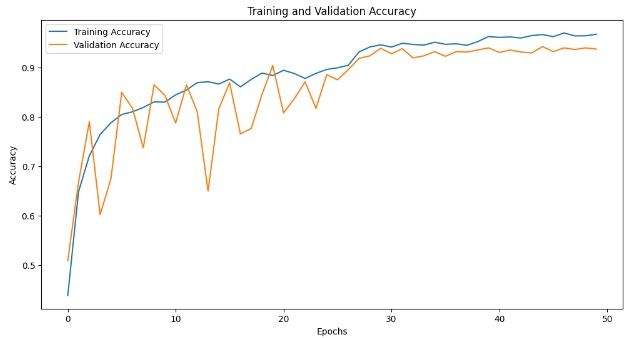 Training and Validation Accuracy
Training Accuracy
Validation Accuracy
0.9
0.8
0.7
0.6
0.5
Accuracy
0 10 20 30 40 50
Epochs